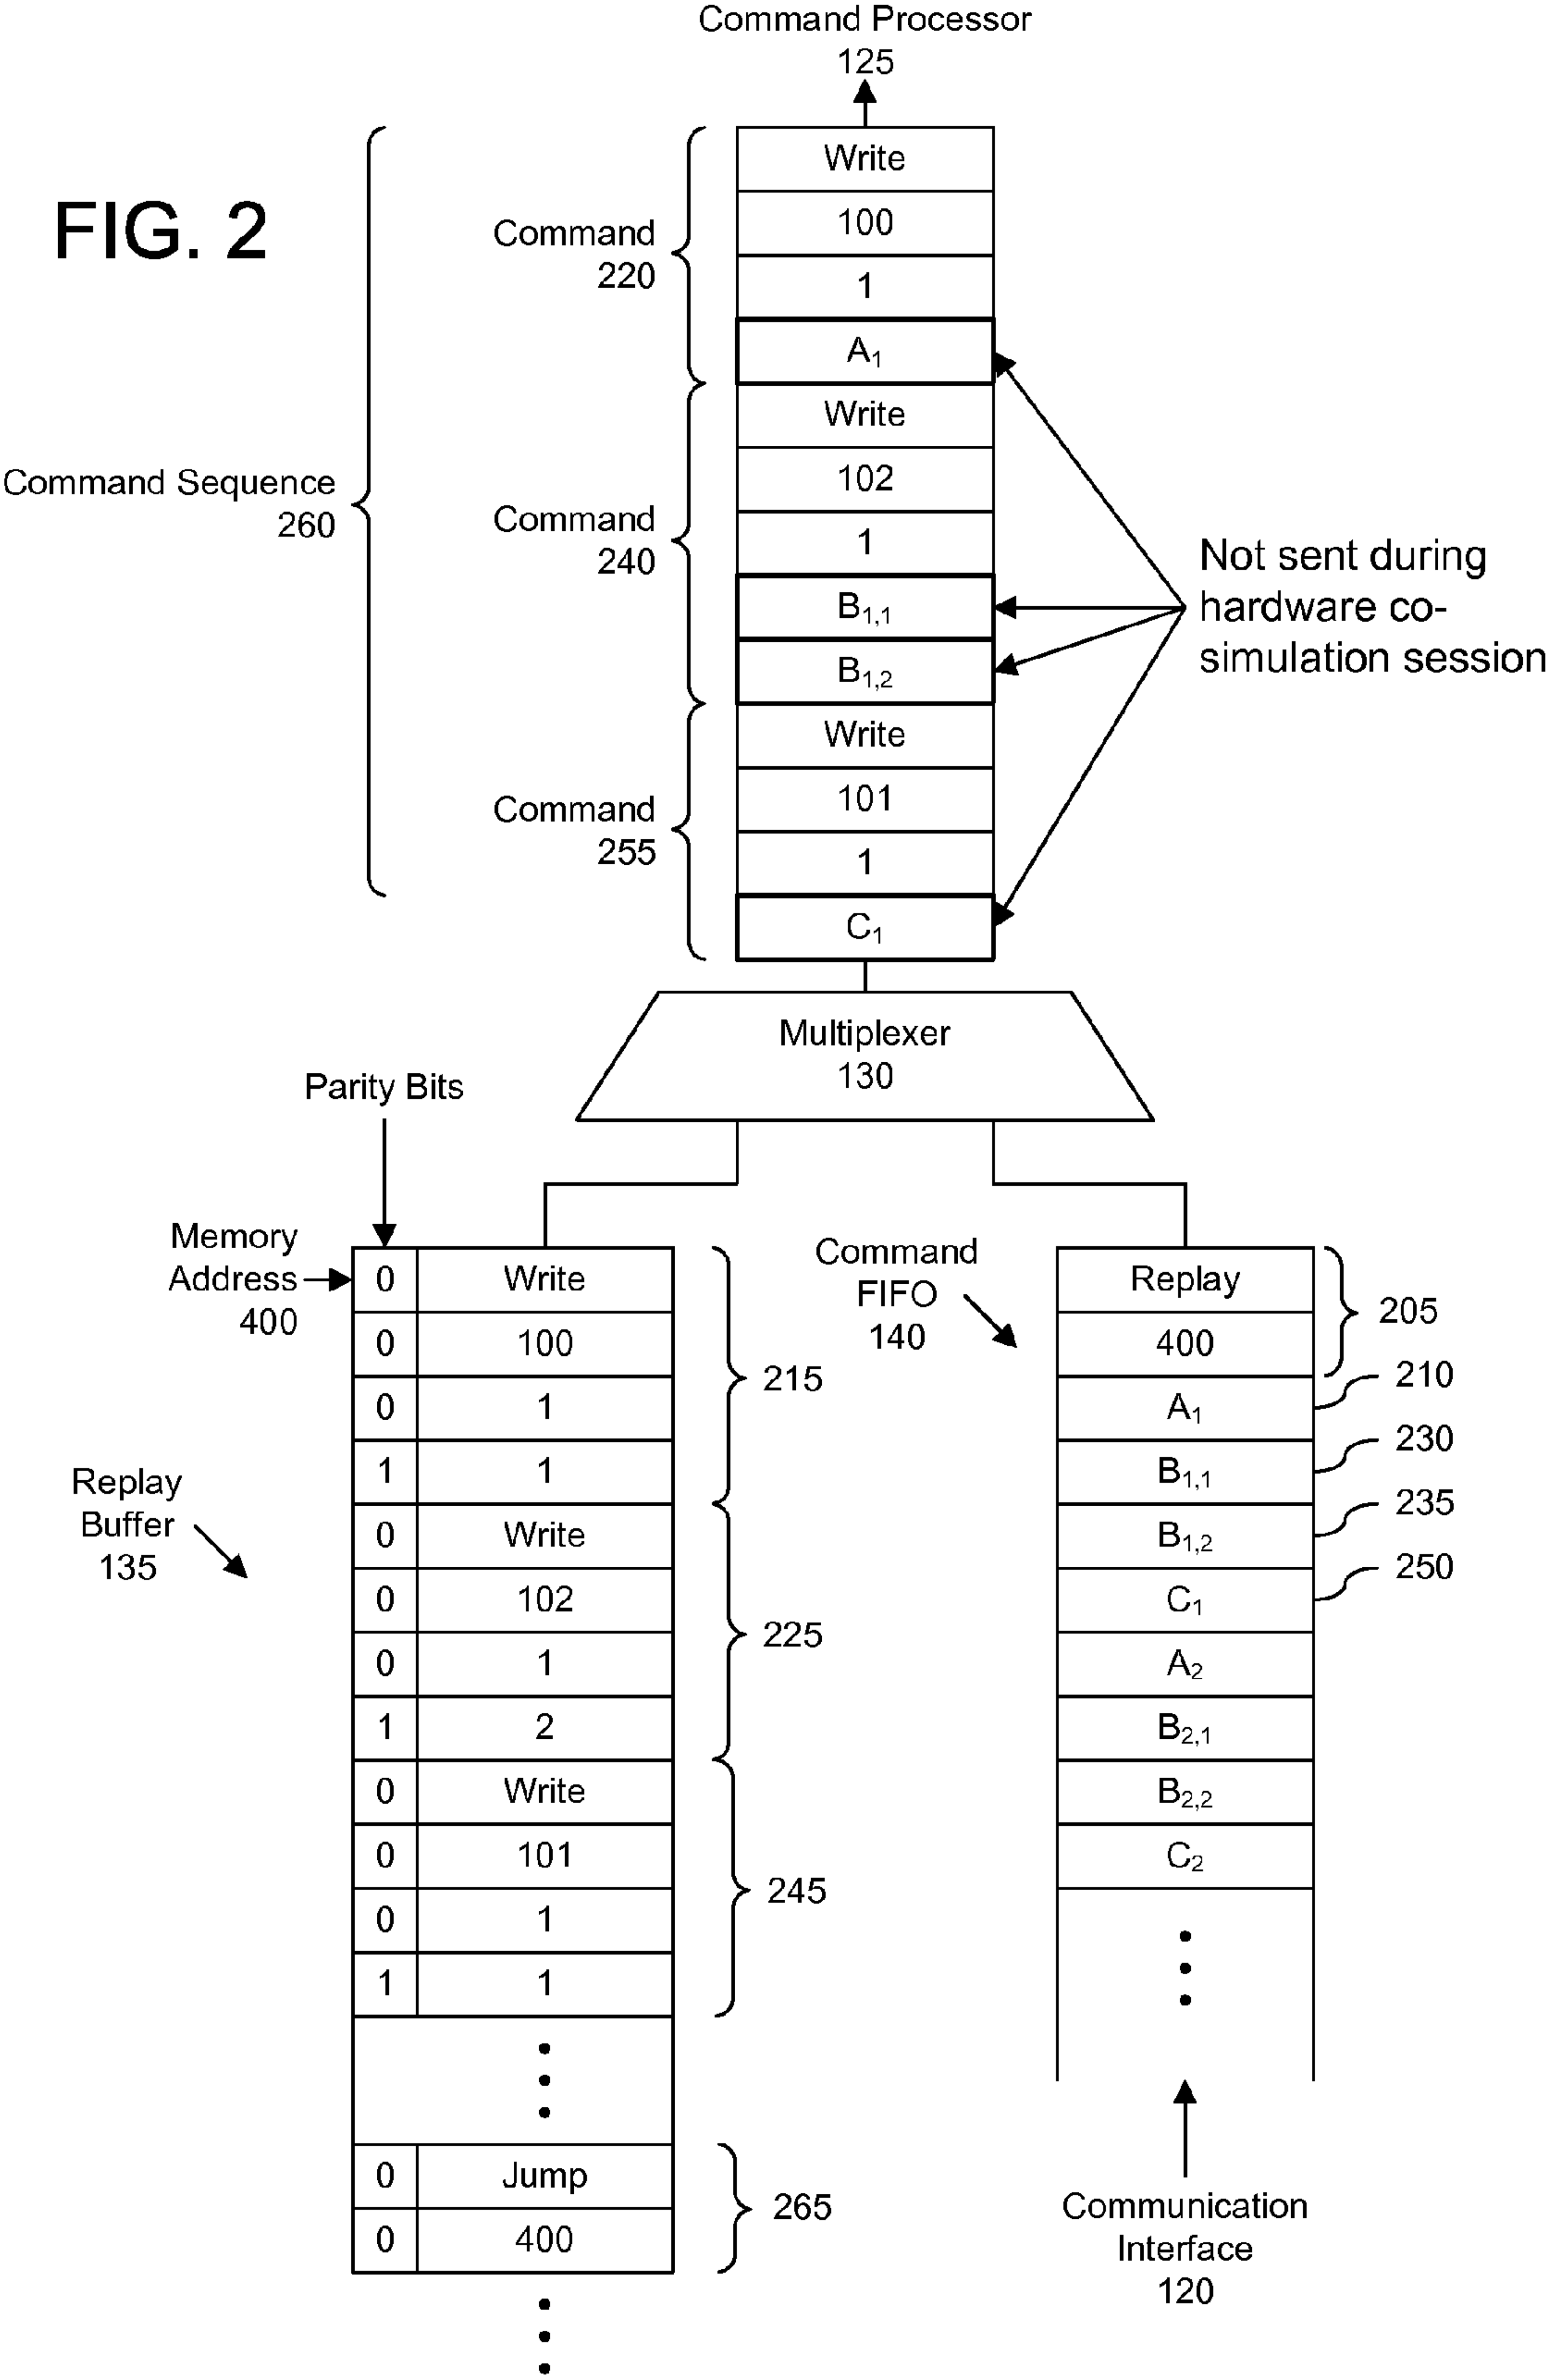 Command Processor
125
FIG. 2
Write
100
1
A1
Command
220
Write
102
1
B1,1
B1,2
Command
240
Command Sequence
260
Write
101
1
C1
Command
255
Not sent during
hardware co-
simulation session
Multiplexer
130
Parity Bits
Memory
Address
400
Replay
Buffer
135
0 Write
0 100
0 1
1 1
215
0 Write
0 102
0 1
1 2
225
0 Write
0 101
0 1
1 1
245
0 Jump
0 400
265
Command
FIFO
140
Replay
400
205
A1
210
B1,1
230
B1,2
235
C1
250
A2
B2,1
B2,2
C2
Communication
Interface
120